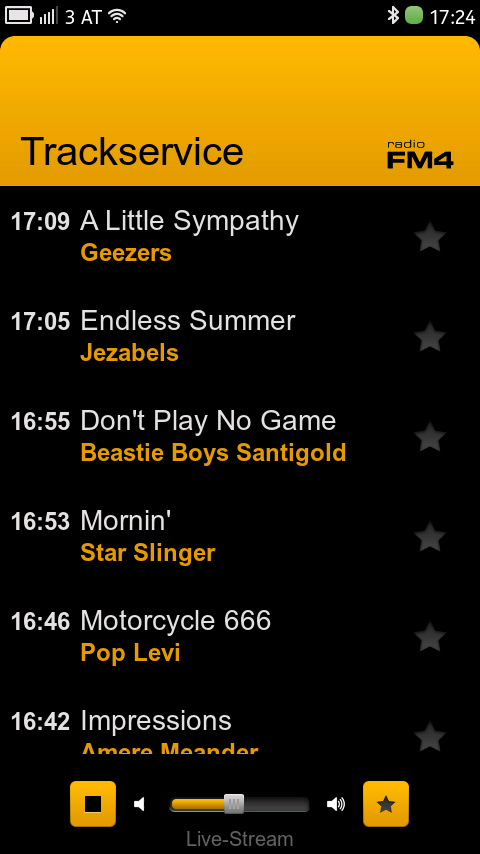 3 AT 17:24
Trackservice
radio
FM4
17:09 A Little Sympathy
Geezers
17:05 Endless Summer
Jezabels
16:55 Don't Play No Game
Beastie Boys Santigold
16:53 Mornin'
Star Slinger
16:46 Motorcycle 666
Pop Levi
16:42 Impressions
Amere Meander
Live-Stream